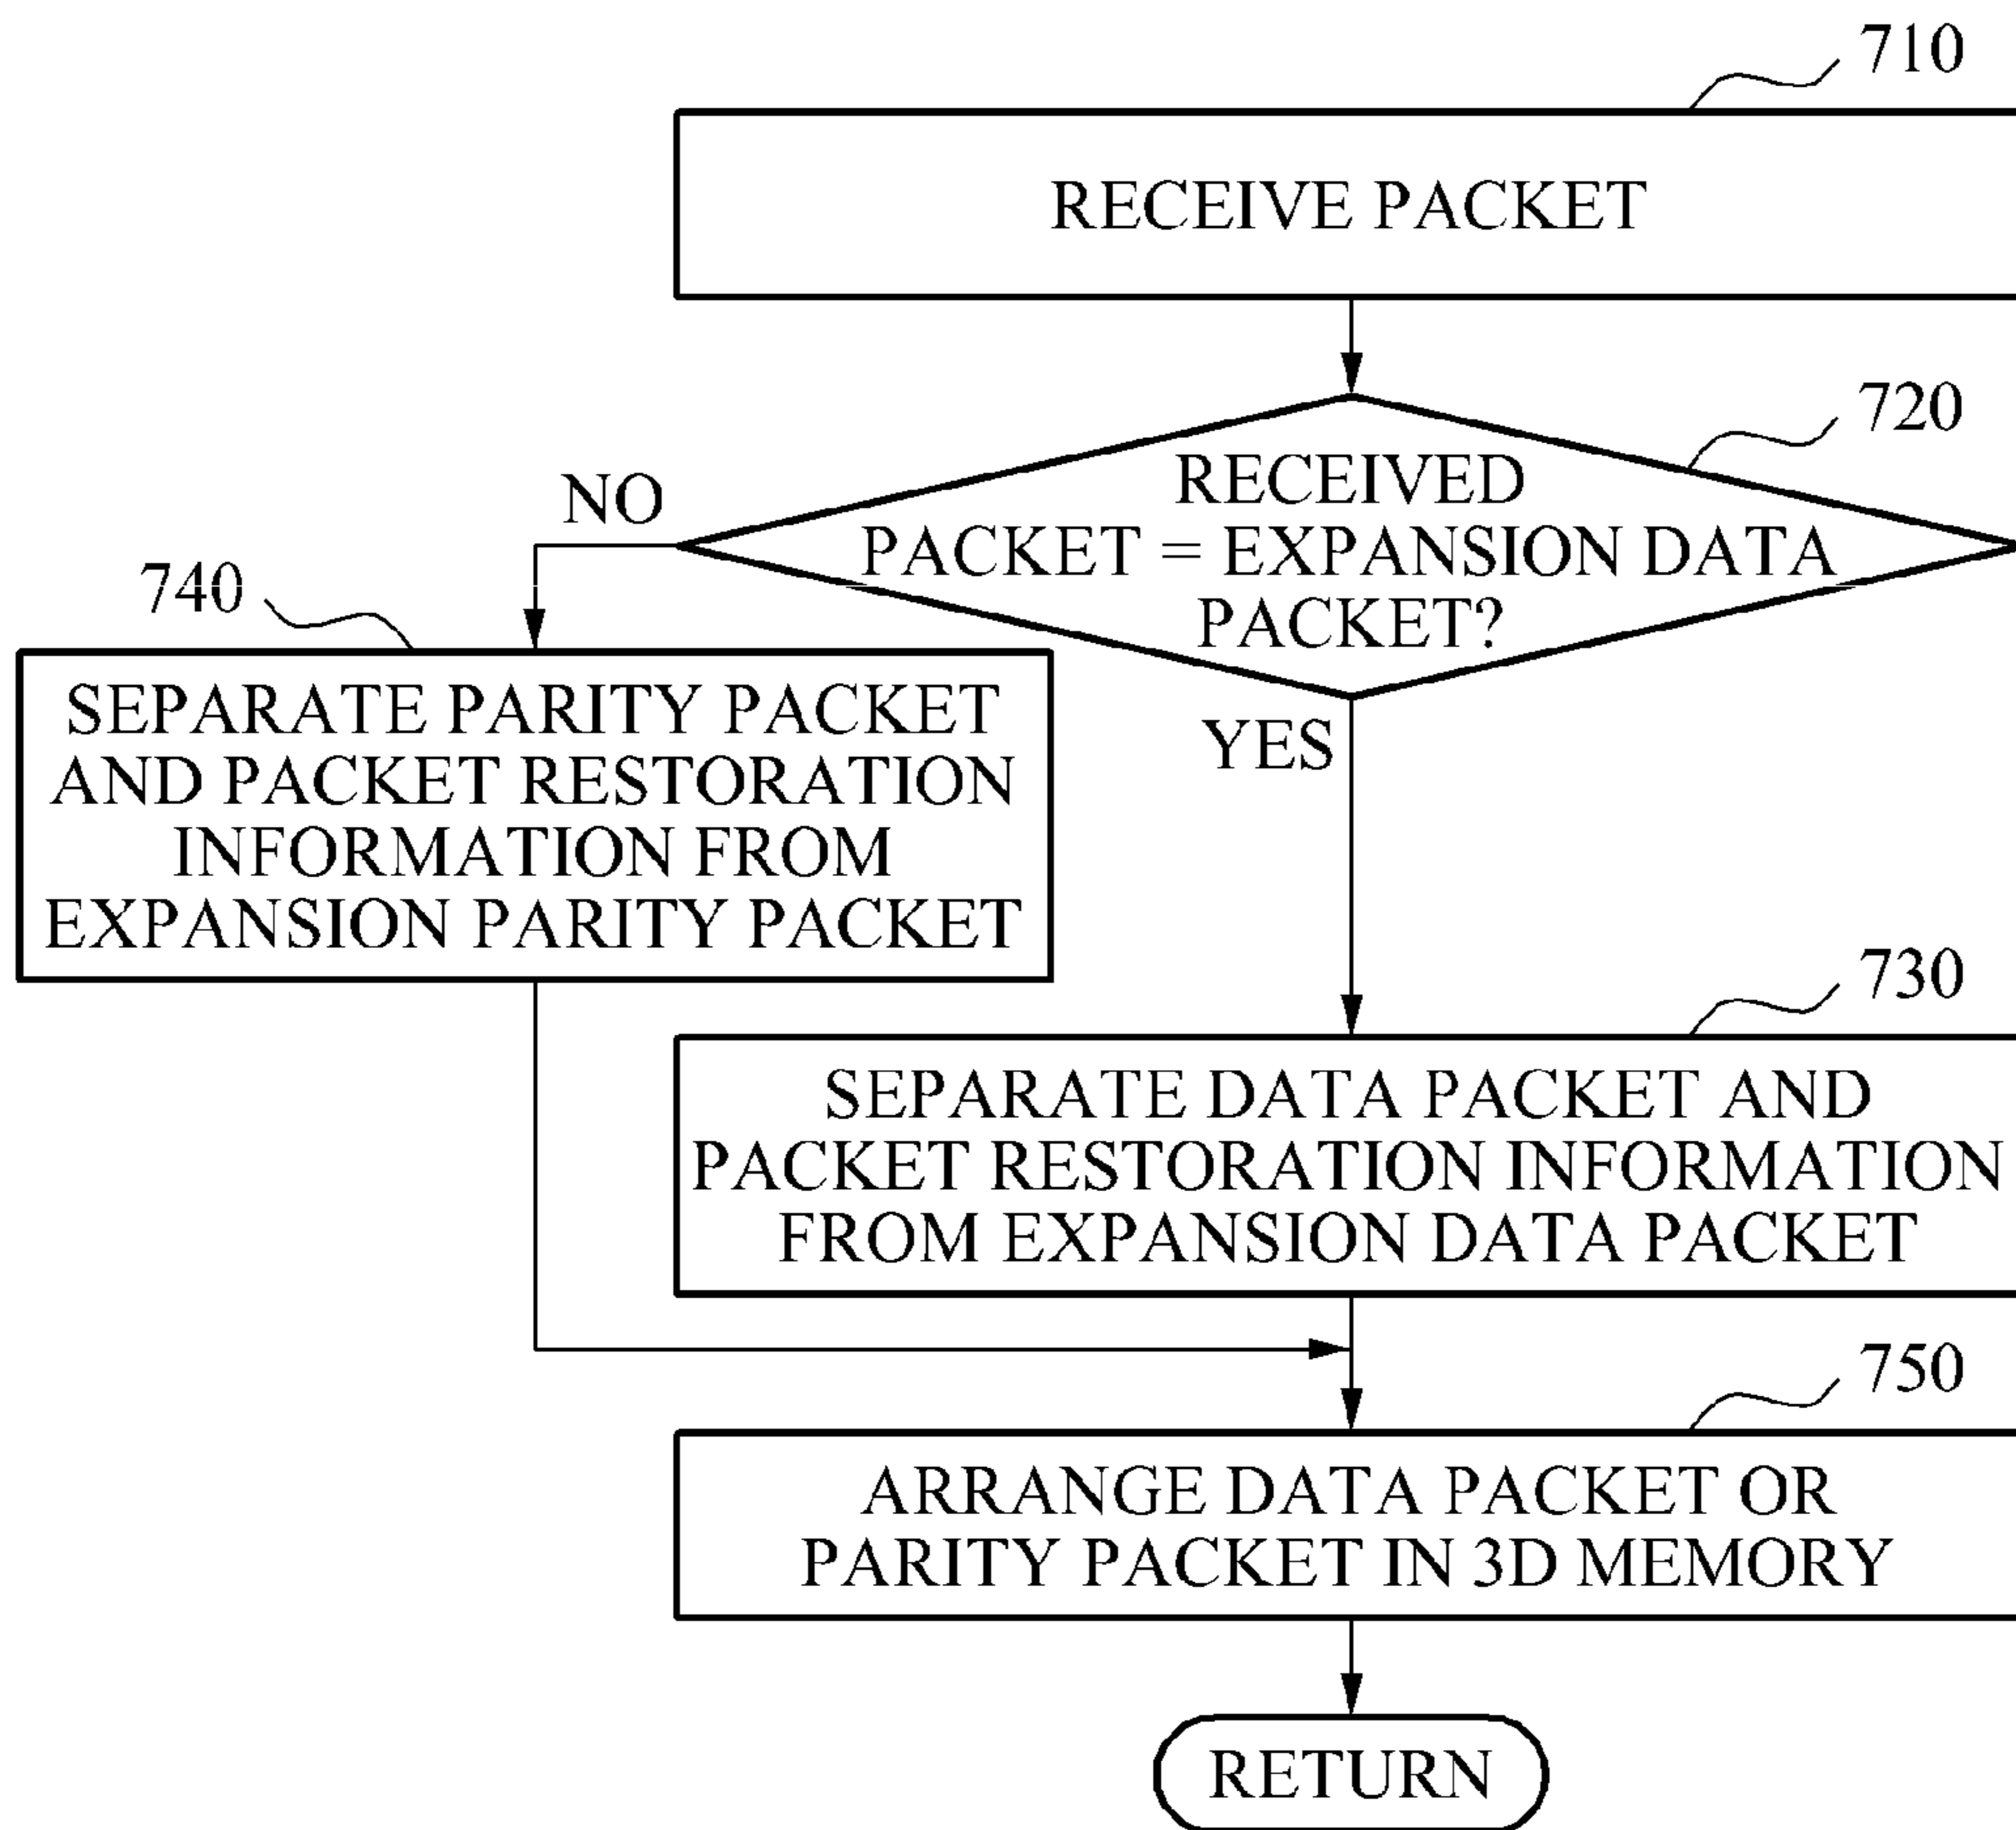 710
RECEIVE PACKET
720
RECEIVED
PACKET = EXPANSION DATA
PACKET?
NO
YES
740
SEPARATE PARITY PACKET
AND PACKET RESTORATION
INFORMATION FROM
EXPANSION PARITY PACKET
730
SEPARATE DATA PACKET AND
PACKET RESTORATION INFORMATION
FROM EXPANSION DATA PACKET
750
ARRANGE DATA PACKET OR
PARITY PACKET IN 3D MEMORY
RETURN